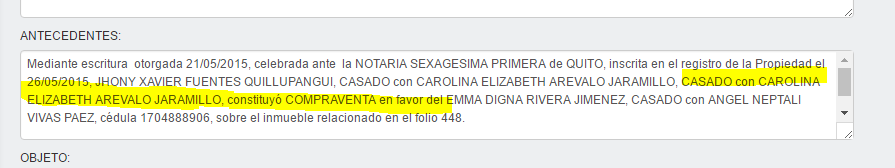 ANTECEDENTES:
Mediante escritura otorgada 21/05/2015, celebrada ante la NOTARIA SEXAGESIMA PRIMERA de QUITO, inscrita en el registro de la Propiedad el
26/05/2015, JHONY XAVIER FUENTES QUILLUPANGUI, CASADO con CAROLINA ELIZABETH AREVALO JARAMILLO, CASADO con CAROLINA
ELIZABETH AREVALO JARAMILLO, constituyó COMPRAVENTA en favor del EMMA DIGNA RIVERA JIMENEZ, CASADO con ANGEL NEPTALI
VIVAS PAEZ, cédula 1704888906, sobre el inmueble relacionado en el folio 448.
OBJETO: